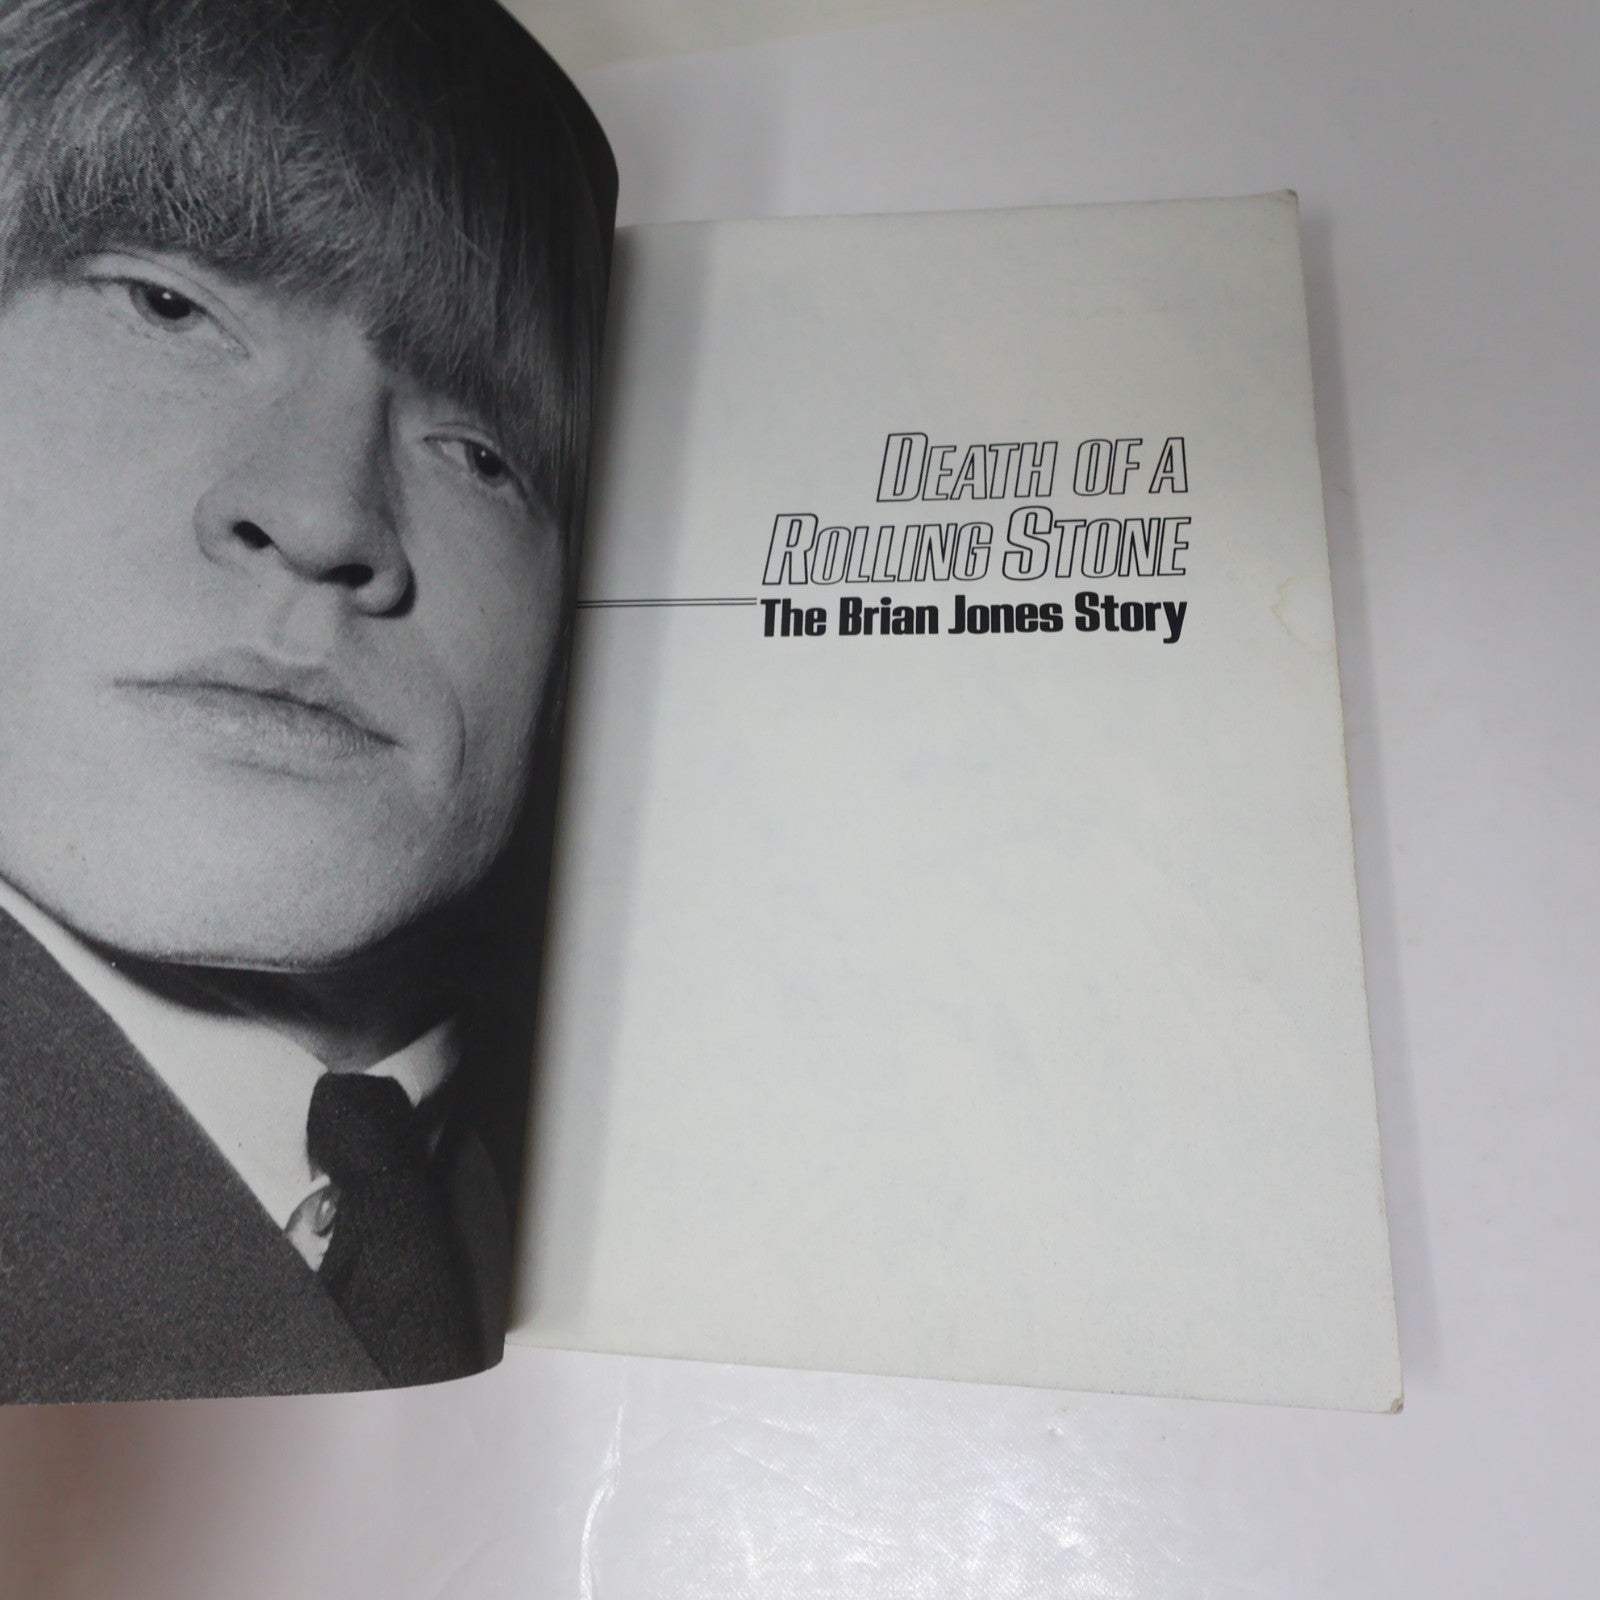 DEATH OF A
ROLLING STONE
The Brian Jones Story